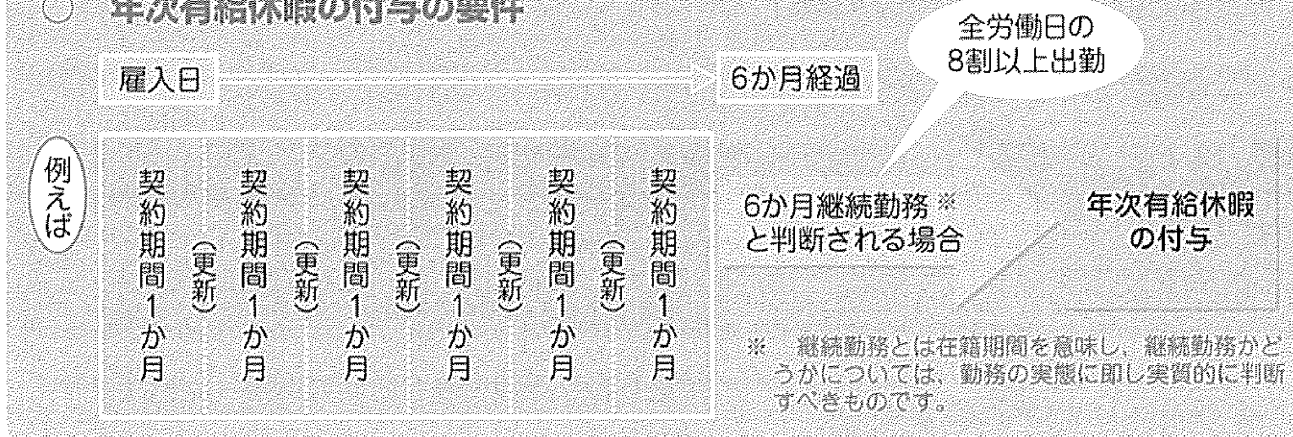 ○ 年次有給休暇の付与の要件
全労働日の
8割以上出勤
雇入日
6か月経過
例えば
契約期間1か月
(更新)
契約期間1か月
(更新)
契約期間1か月
(更新)
契約期間1か月
(更新)
契約期間1か月
(更新)
契約期間1か月
6か月継続勤務※
と判断される場合
年次有給休暇
の付与
※ 継続勤務とは在籍期間を意味し、継続勤務かど
うかについては、勤務の実態に即し実質的に判断
すべきものです。